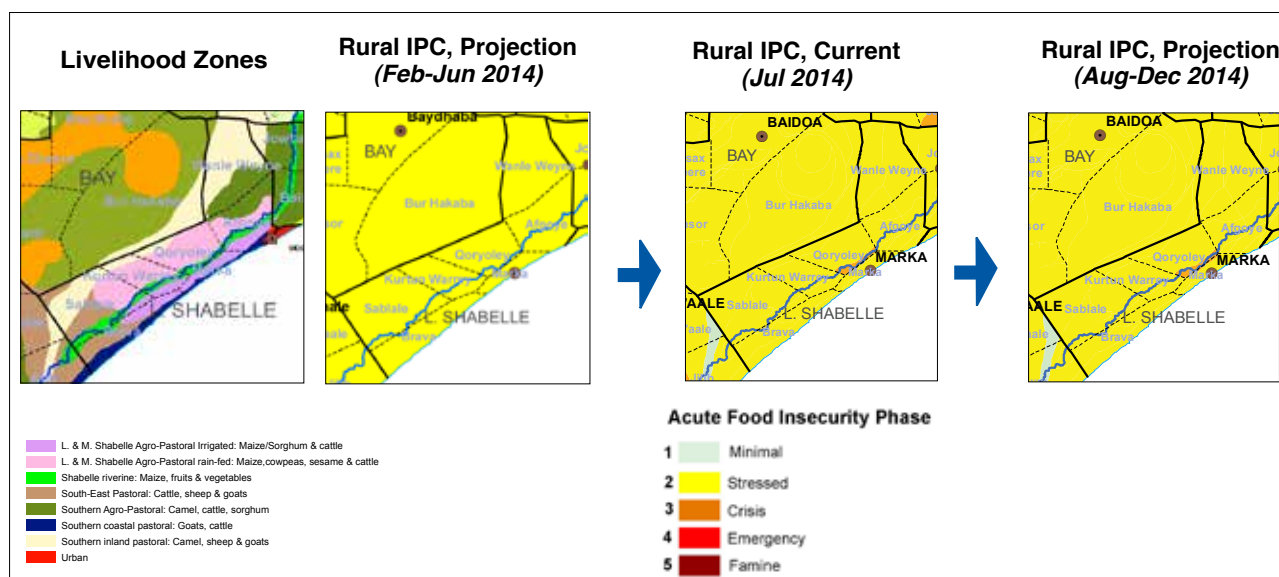 Livelihood Zones
Rural IPC, Projection
(Feb-Jun 2014)
Rural IPC, Current
(Jul 2014)
Rural IPC, Projection
(Aug-Dec 2014)
BAY
Bur Hakaba
Wanle Weyne
Qoryoley
Kurtun Warrey
Sablale
SHABELLE
Baydhaba
BAY
Wanle Weyne
Bur Hakaba
Afgoye
Qoryoley
Marka
Kurtun Warrey
Sablale
L. SHABELLE
Brava
BAIDOA
BAY
Wanle Weyne
Bur Hakaba
Afgoye
Qoryoley
MARKA
Marka
Kurtun Warrey
Sablale
L. SHABELLE
Brava
BAIDOA
BAY
Wanle Weyne
Bur Hakaba
Afgoye
Qoryoley
MARKA
Marka
Kurtun Warrey
Sablale
L. SHABELLE
Brava
L. & M. Shabelle Agro-Pastoral Irrigated: Maize/Sorghum & cattle
L. & M. Shabelle Agro-Pastoral rain-fed: Maize,cowpeas, sesame & cattle
Shabelle riverine: Maize, fruits & vegetables
South-East Pastoral: Cattle, sheep & goats
Southern Agro-Pastoral: Camel, cattle, sorghum
Southern coastal pastoral: Goats, cattle
Southern inland pastoral: Camel, sheep & goats
Urban
Acute Food Insecurity Phase
1 Minimal
2 Stressed
3 Crisis
4 Emergency
5 Famine